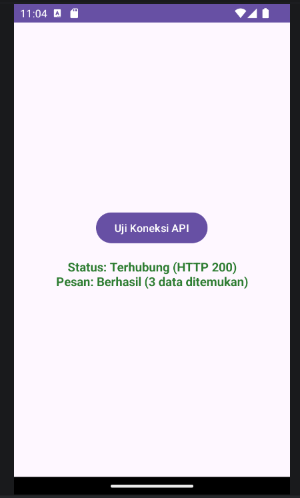 11:04
Uji Koneksi API
Status: Terhubung (HTTP 200)
Pesan: Berhasil (3 data ditemukan)